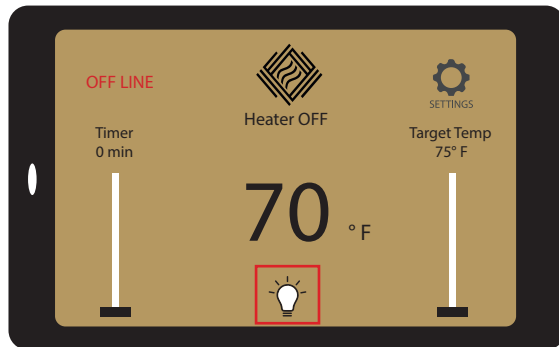 OFF LINE
Heater OFF
SETTINGS
Timer
0 min
Target Temp
75° F
70 ° F